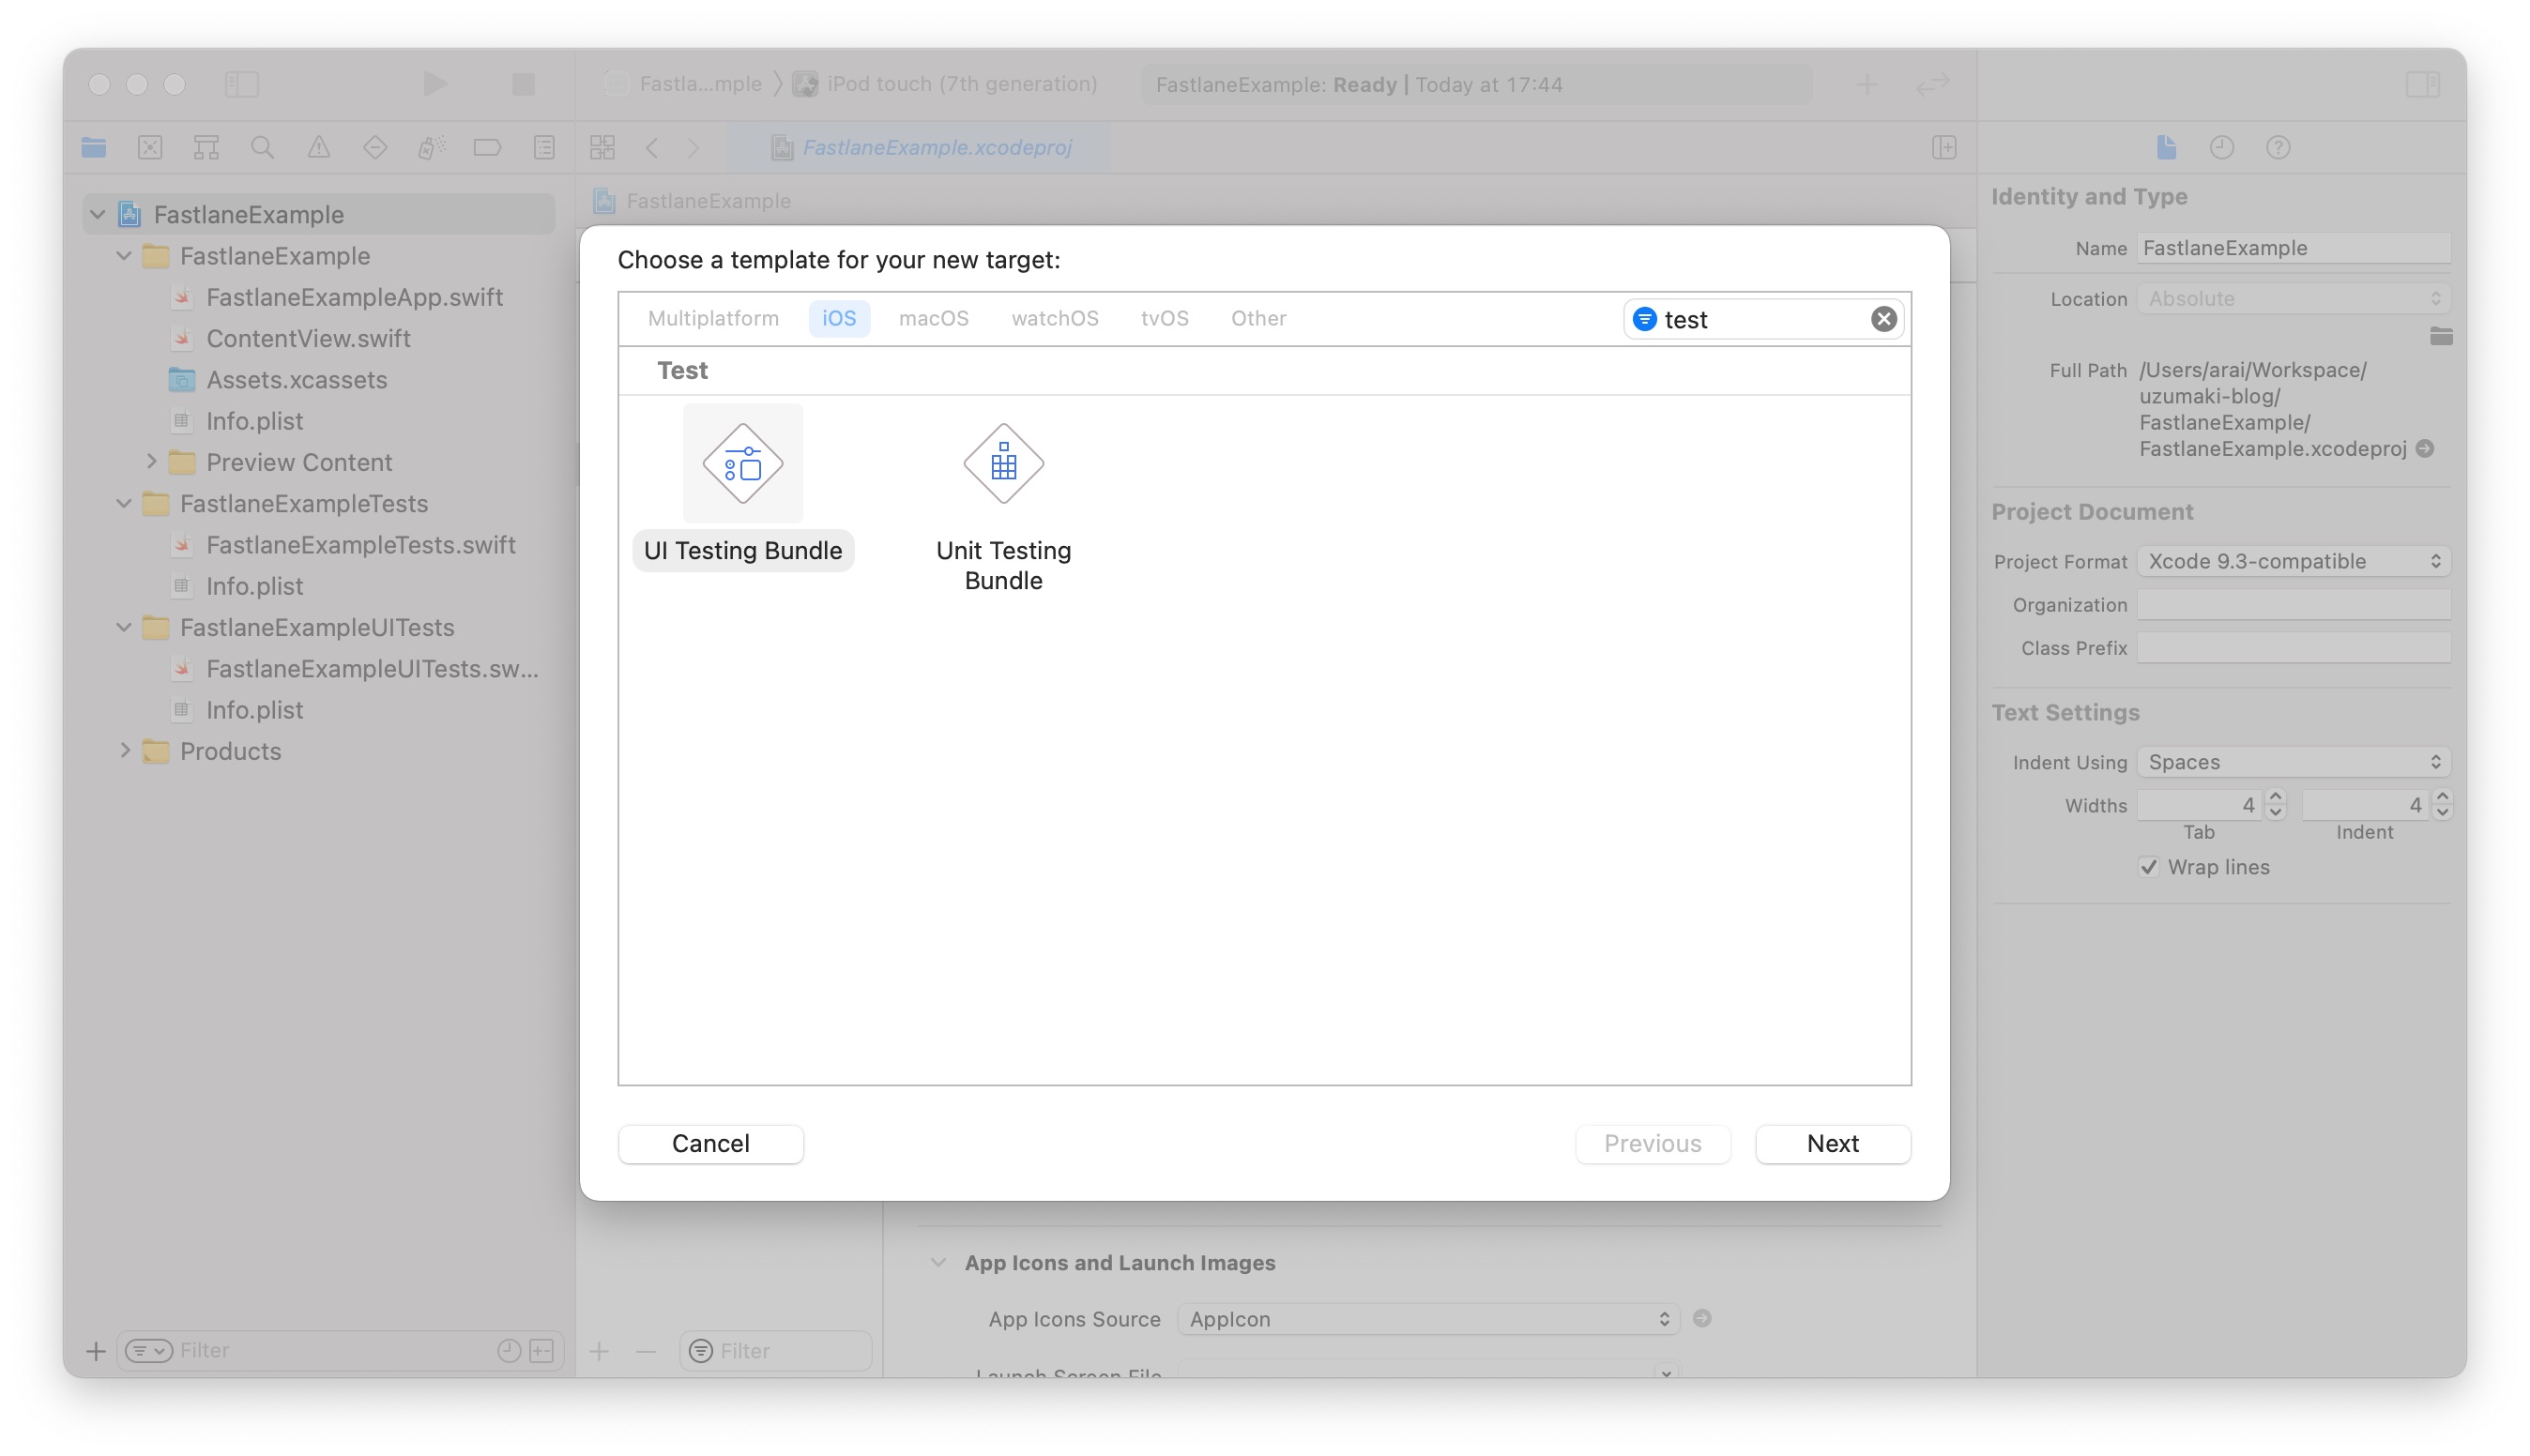 Fastla...mple
iPod touch (7th generation)
FastlaneExample: Ready | Today at 17:44
FastlaneExample.xcodeproj
FastlaneExample
FastlaneExample
FastlaneExample
FastlaneExampleApp.swift
ContentView.swift
Assets.xcassets
Info.plist
Preview Content
FastlaneExampleTests
FastlaneExampleTests.swift
Info.plist
FastlaneExampleUITests
FastlaneExampleUITests.sw...
Info.plist
Products
Filter
Choose a template for your new target:
Multiplatform
iOS
macOS
watchOS
tvOS
Other
test
Test
UI Testing Bundle
Unit Testing
Bundle
Cancel
Previous
Next
App Icons and Launch Images
App Icons Source
AppIcon
Launch Screen File
Filter
Identity and Type
Name FastlaneExample
Location Absolute
Full Path /Users/arai/Workspace/
uzumaki-blog/
FastlaneExample/
FastlaneExample.xcodeproj
Project Document
Project Format Xcode 9.3-compatible
Organization
Class Prefix
Text Settings
Indent Using Spaces
Widths 4 4
Tab Indent
Wrap lines